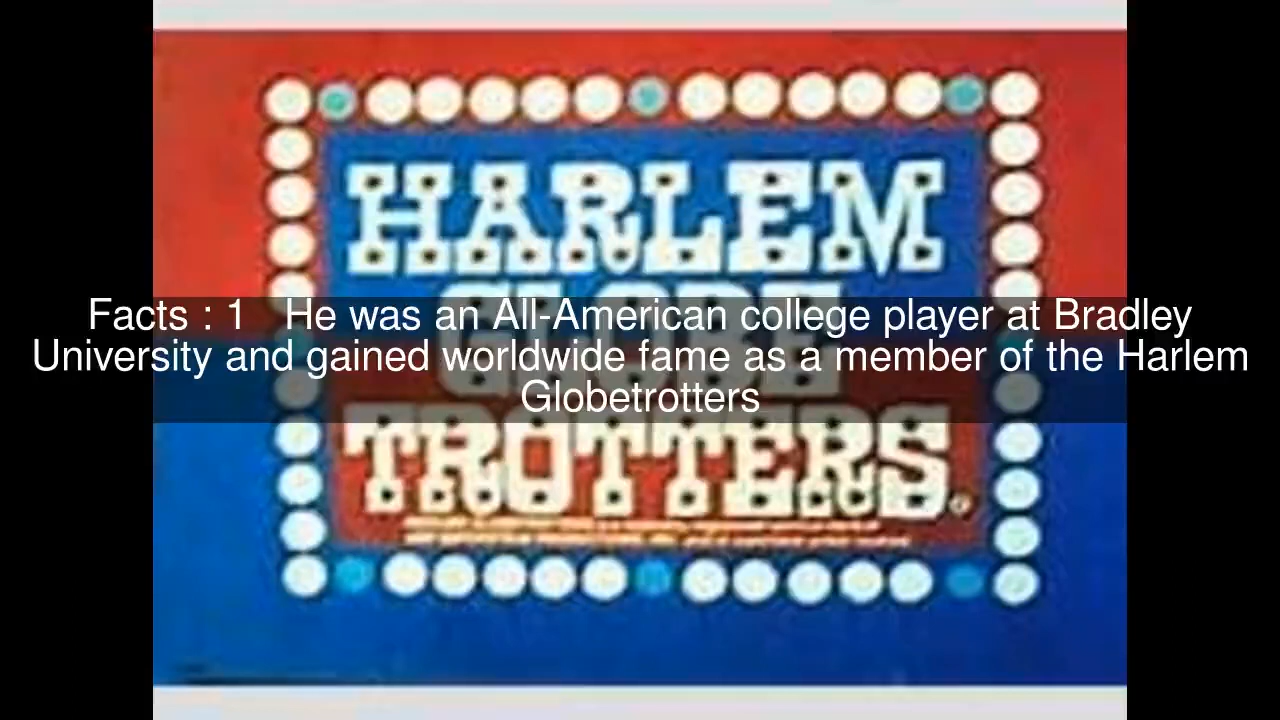 HARLEM
GLOBE
Facts : 1 He was an All-American college player at Bradley
University and gained worldwide fame as a member of the Harlem
Globetrotters
TROTTERS